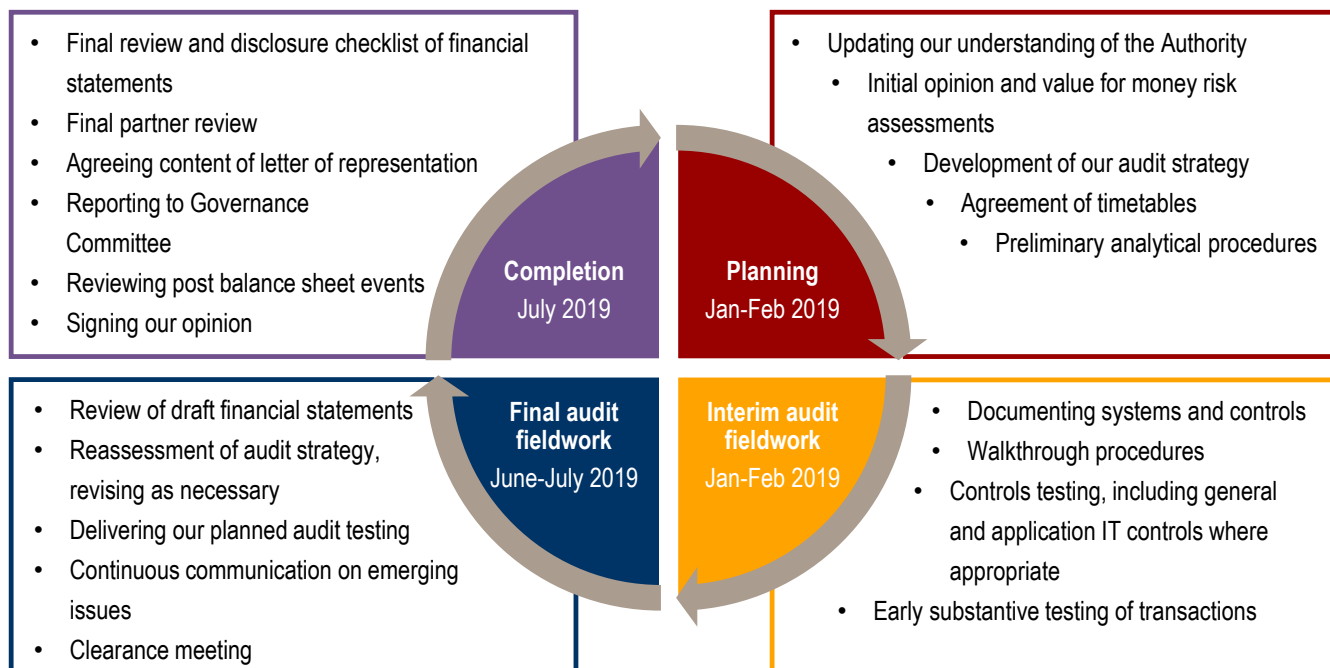 • Final review and disclosure checklist of financial
statements
• Final partner review
• Agreeing content of letter of representation
• Reporting to Governance
Committee
• Reviewing post balance sheet events
• Signing our opinion
Completion
July 2019
• Updating our understanding of the Authority
• Initial opinion and value for money risk
assessments
• Development of our audit strategy
• Agreement of timetables
• Preliminary analytical procedures
Planning
Jan-Feb 2019
• Review of draft financial statements
• Reassessment of audit strategy,
revising as necessary
• Delivering our planned audit testing
• Continuous communication on emerging
issues
• Clearance meeting
Final audit
fieldwork
June-July 2019
Interim audit
fieldwork
Jan-Feb 2019
• Documenting systems and controls
• Walkthrough procedures
• Controls testing, including general
and application IT controls where
appropriate
• Early substantive testing of transactions